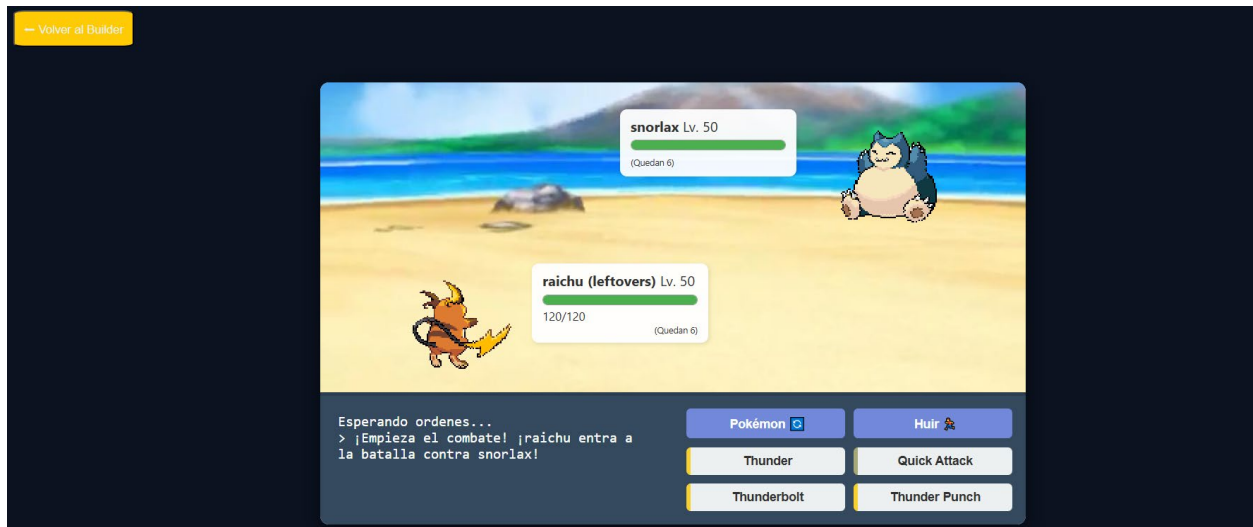 ← Volver al Builder
snorlax Lv. 50
(Quedan 6)
raichu (leftovers) Lv. 50
120/120
(Quedan 6)
Esperando ordenes...
> ¡Empieza el combate! ¡raichu entra a
la batalla contra snorlax!
Pokémon 🔄
Huir 🏃
Thunder
Quick Attack
Thunderbolt
Thunder Punch